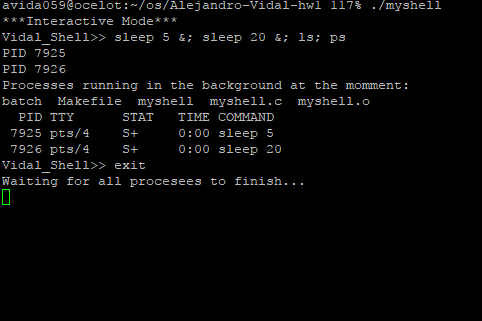 avida059@ocelot:~/os/Alejandro-Vidal-hw1 117% ./myshell
***Interactive Mode***
Vidal_Shell>> sleep 5 &; sleep 20 &; ls; ps
PID 7925
PID 7926
Processes running in the background at the momment:
batch  Makefile  myshell  myshell.c  myshell.o
  PID TTY      STAT   TIME COMMAND
 7925 pts/4    S+     0:00 sleep 5
 7926 pts/4    S+     0:00 sleep 20
Vidal_Shell>> exit
Waiting for all procesees to finish...